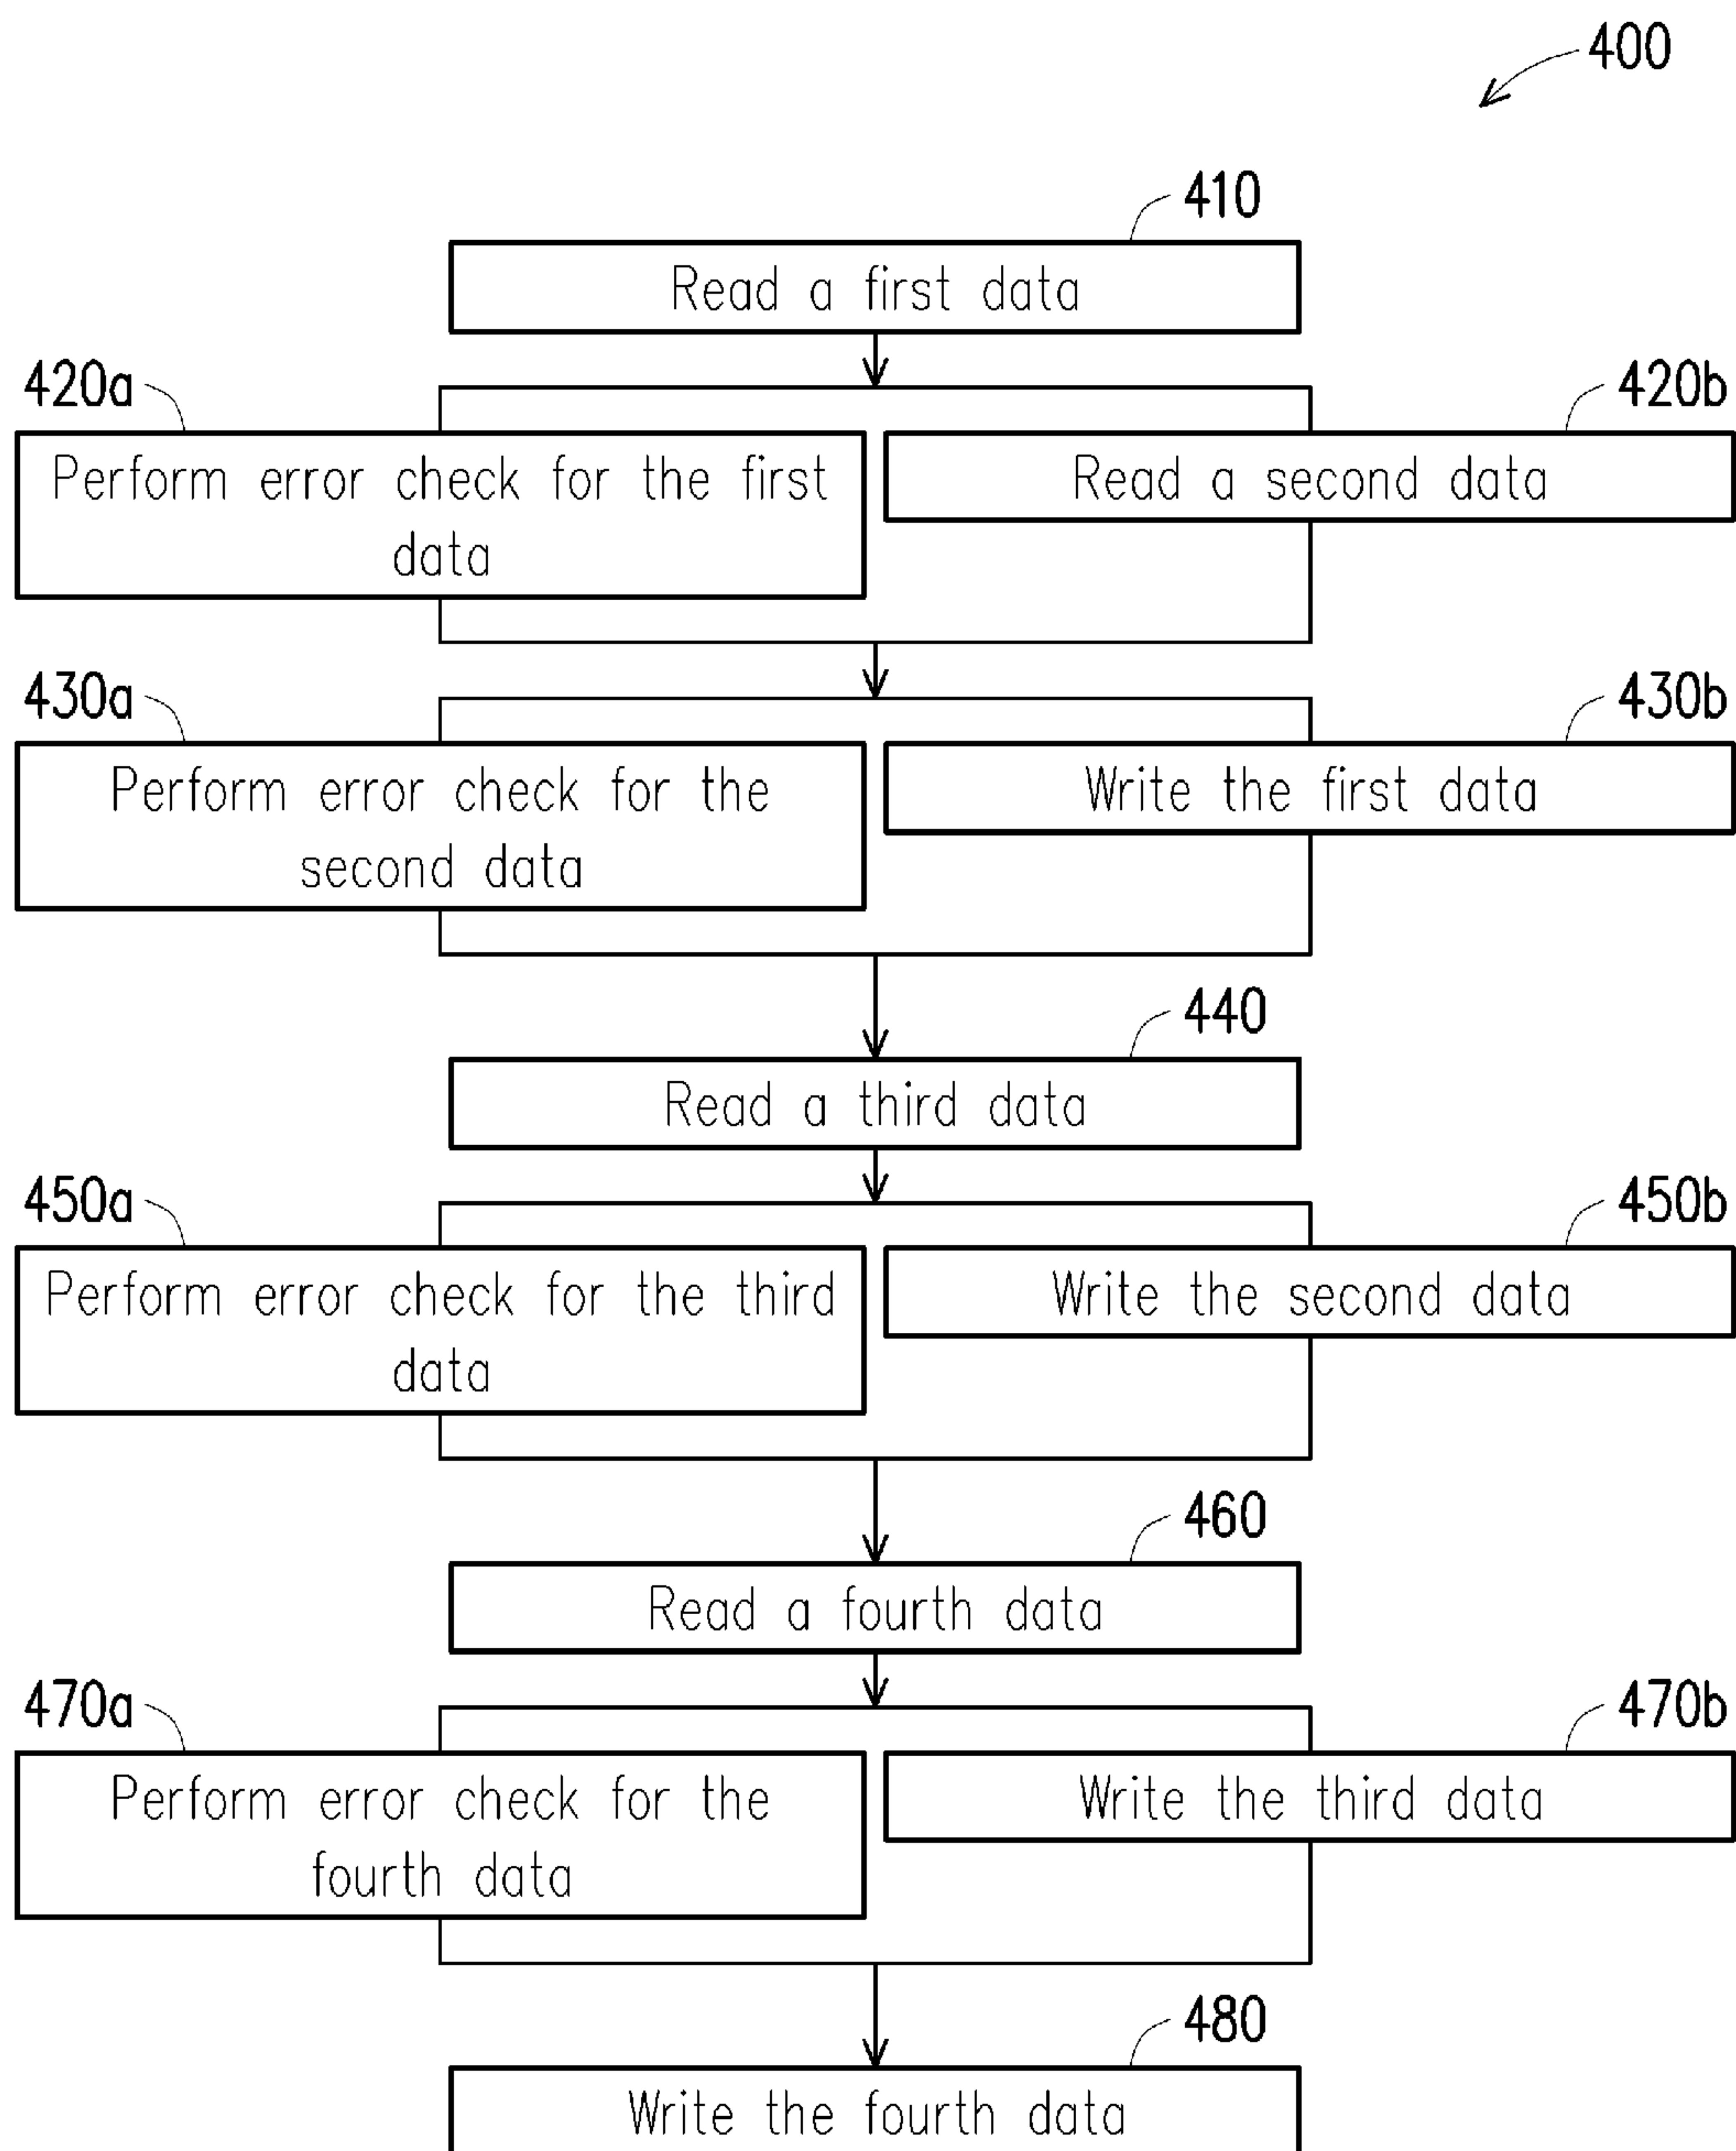 400
410
Read a first data
420a
420b
Perform error check for the first
data
Read a second data
430a
430b
Perform error check for the
second data
Write the first data
440
Read a third data
450a
450b
Perform error check for the third
data
Write the second data
460
Read a fourth data
470a
470b
Perform error check for the
fourth data
Write the third data
480
Write the fourth data